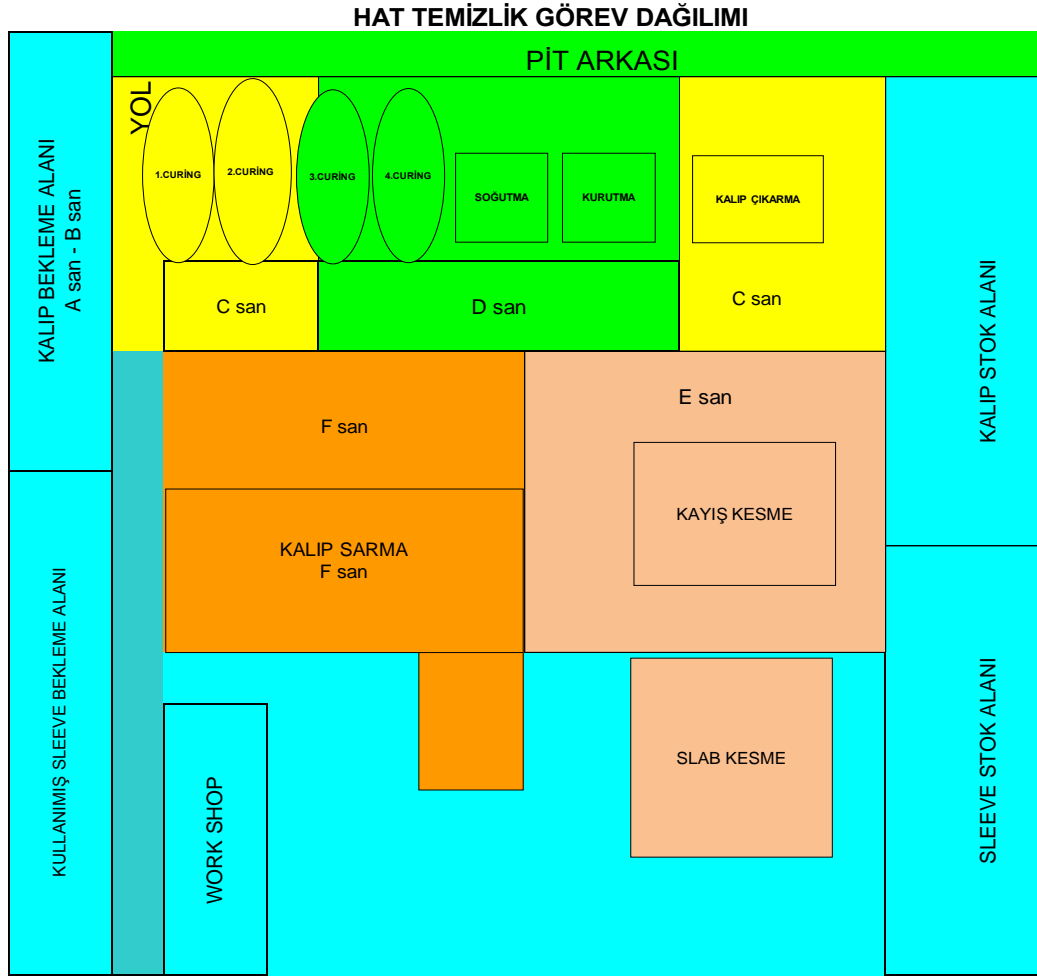 HAT TEMİZLİK GÖREV DAĞILIMI
PİT ARKASI
KALIP BEKLEME ALANI
A san - B san
YOL
1.CURİNG
2.CURİNG
3.CURİNG
4.CURİNG
SOĞUTMA
KURUTMA
KALIP ÇIKARMA
C san
D san
C san
KALIP STOK ALANI
F san
E san
KALIP SARMA
F san
KAYIŞ KESME
KULLANIMIŞ SLEEVE BEKLEME ALANI
WORK SHOP
SLAB KESME
SLEEVE STOK ALANI